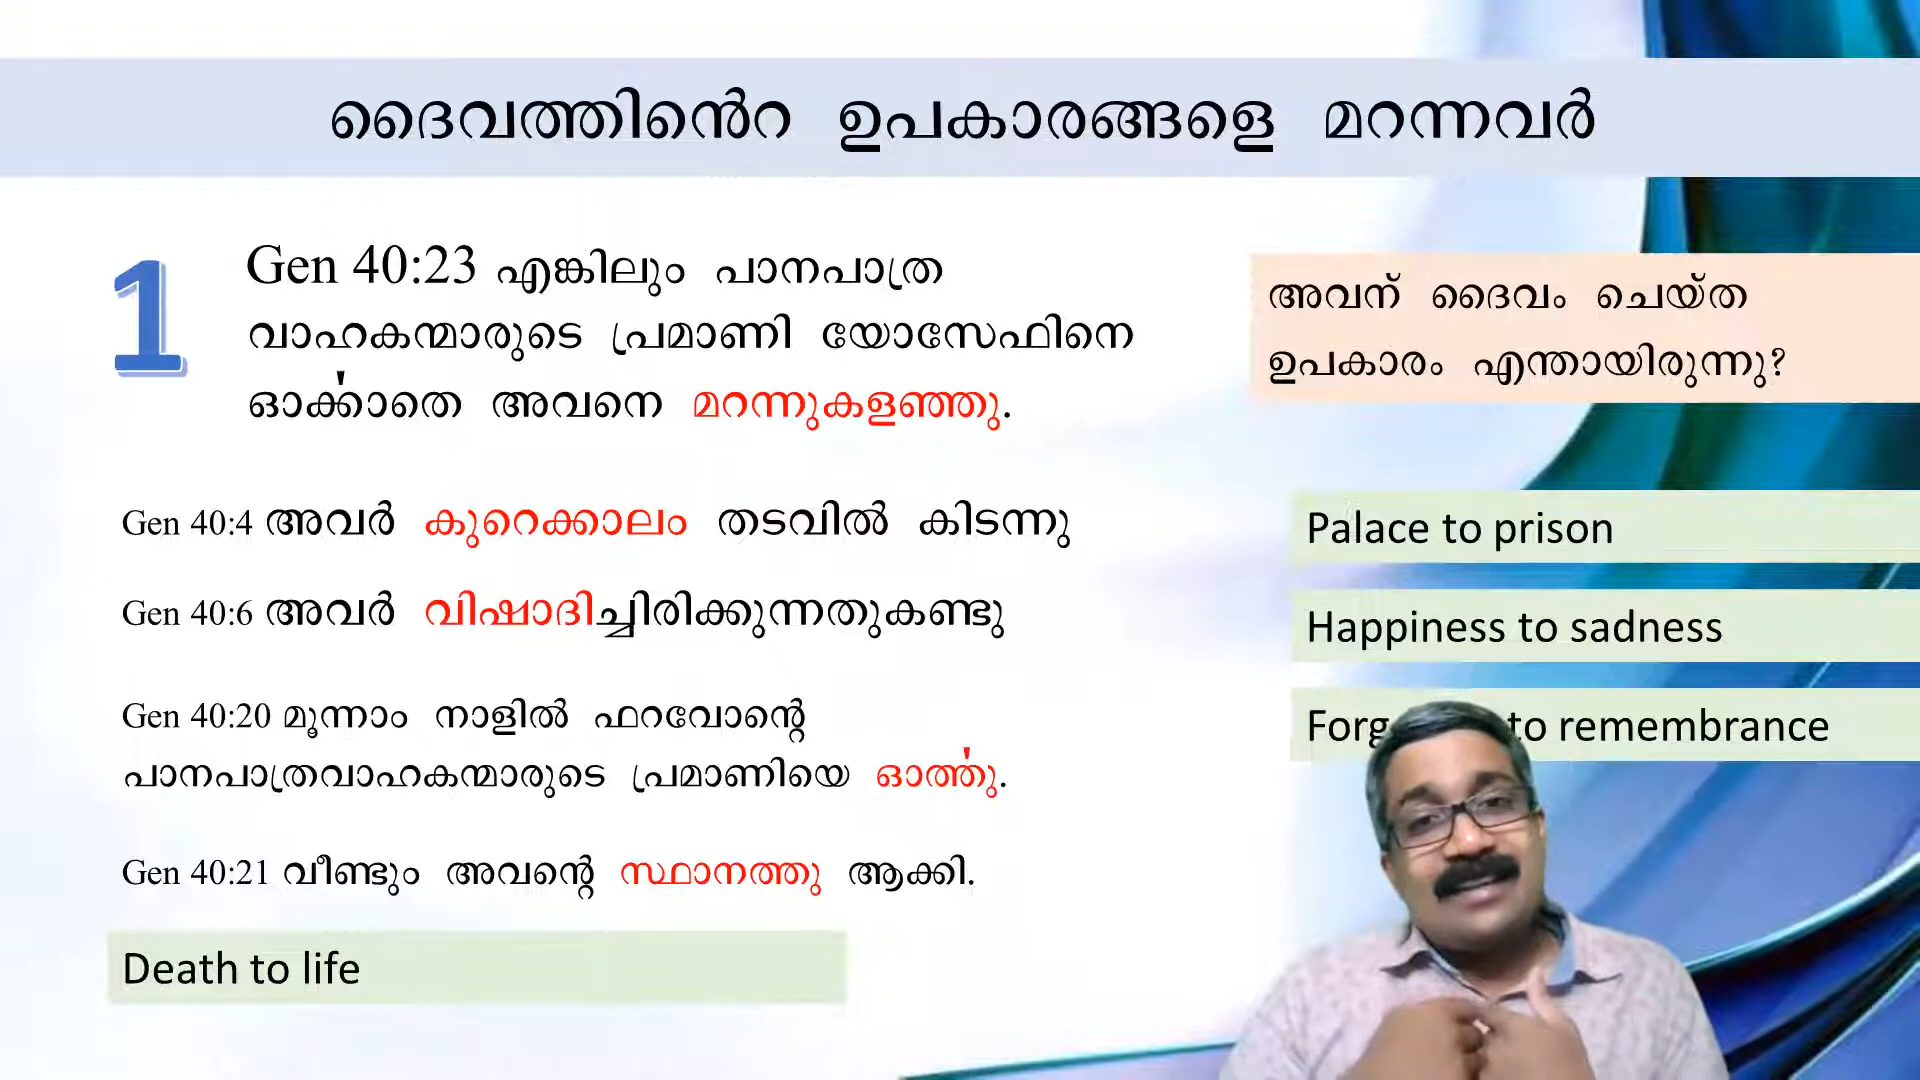 ദൈവത്തിൻെറ ഉപകാരങ്ങളെ മറന്നവർ
1
Gen 40:23 എങ്കിലും പാനപാത്ര
വാഹകന്മാരുടെ പ്രമാണി യോസേഫിനെ
ഓൎക്കാതെ അവനെ മറന്നുകളഞ്ഞു.
അവന് ദൈവം ചെയ്ത
ഉപകാരം എന്തായിരുന്നു?
Gen 40:4 അവർ കുറെക്കാലം തടവിൽ കിടന്നു
Palace to prison
Gen 40:6 അവർ വിഷാദിച്ചിരിക്കുന്നതുകണ്ടു
Happiness to sadness
Gen 40:20 മൂന്നാം നാളിൽ ഫറവോന്റെ
പാനപാത്രവാഹകന്മാരുടെ പ്രമാണിയെ ഓൎത്തു.
to remembrance
Gen 40:21 വീണ്ടും അവന്റെ സ്ഥാനത്തു ആക്കി.
Death to life